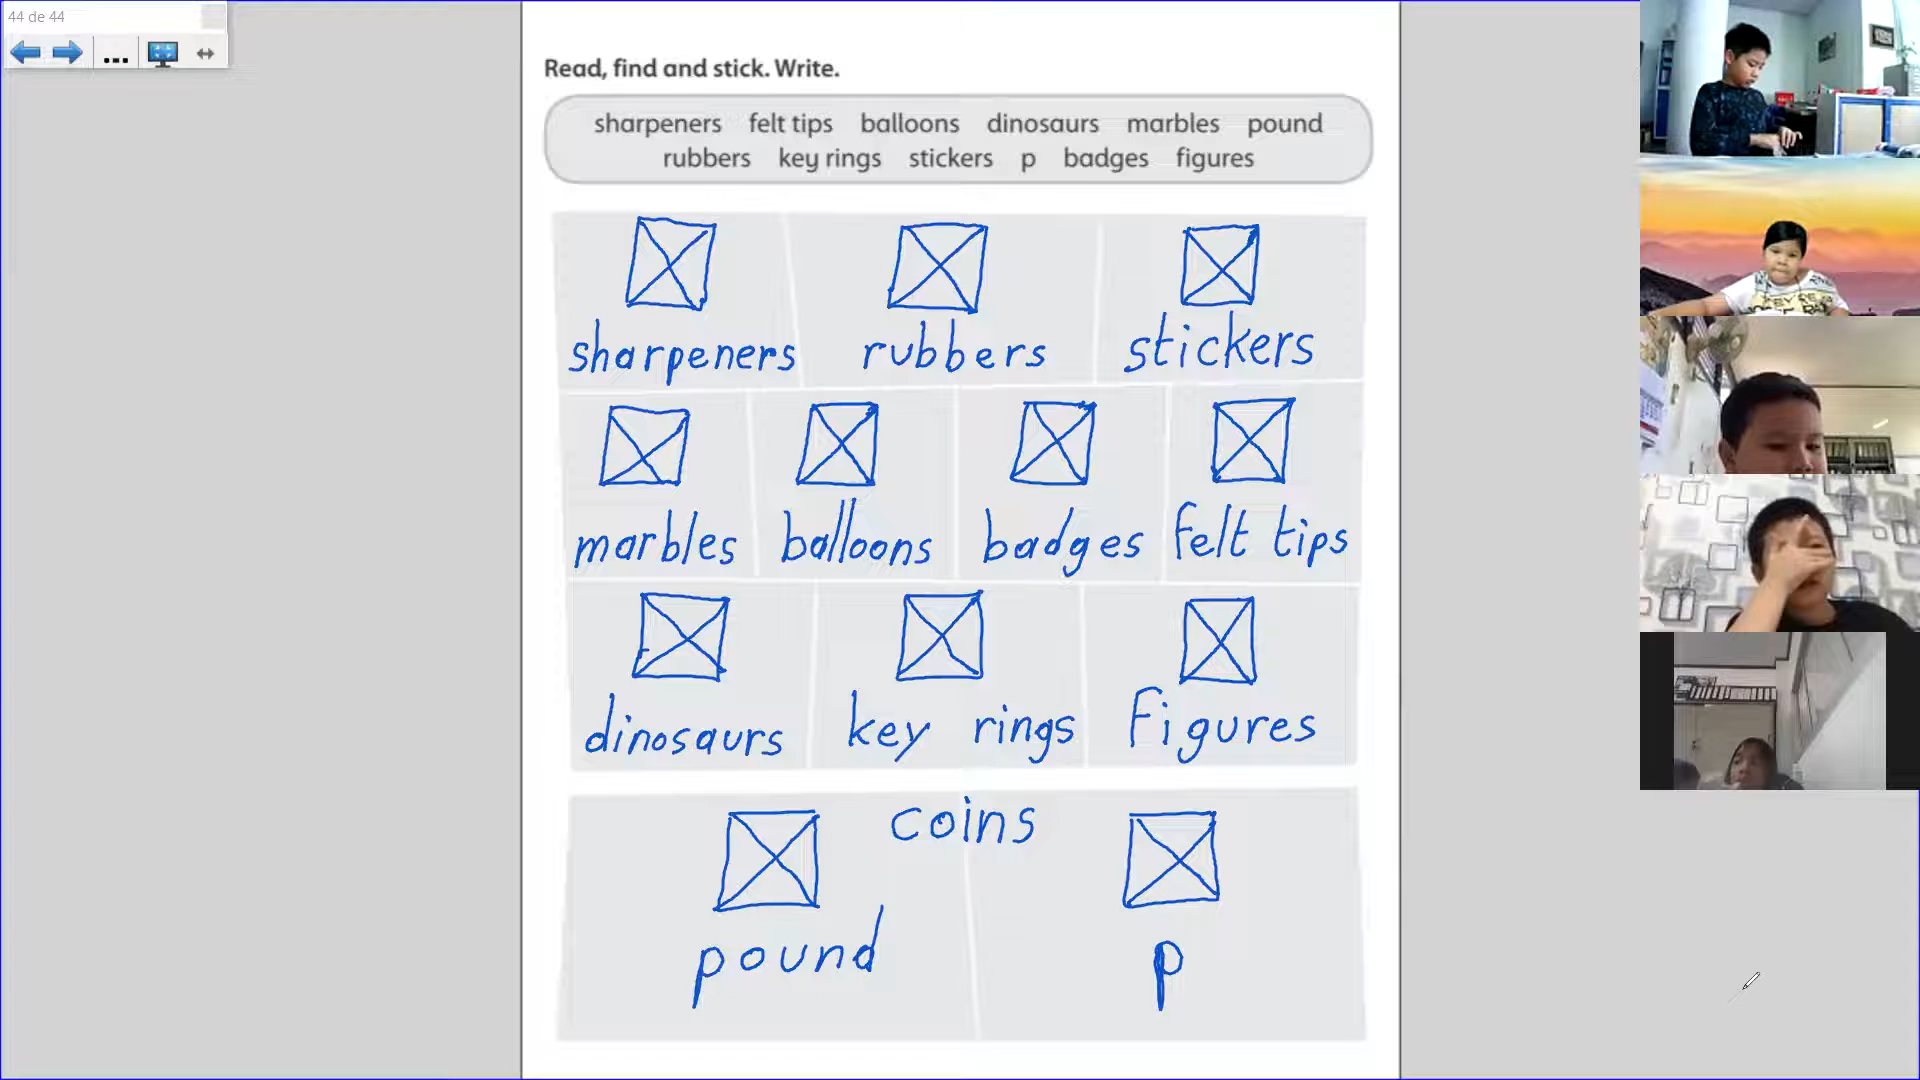 44 de 44
...
Read, find and stick. Write.
sharpeners felt tips balloons dinosaurs marbles pound
rubbers key rings stickers p badges figures
sharpeners rubbers stickers
marbles balloons badges felt tips
dinosaurs key rings Figures
coins
pound p